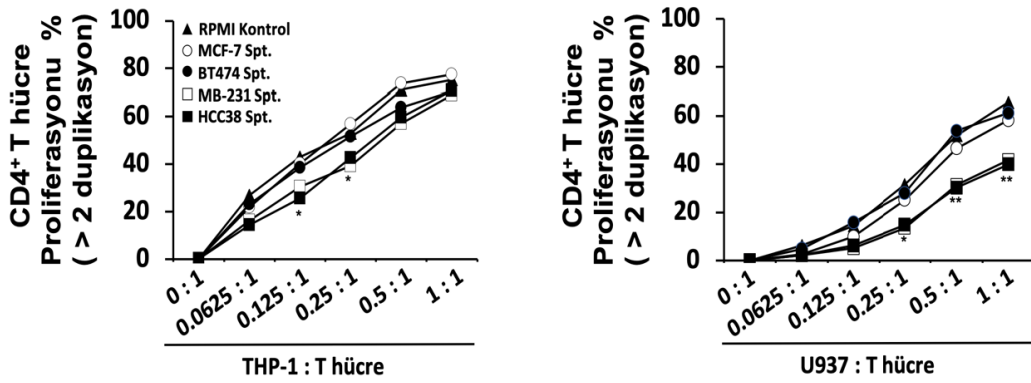 CD4⁺ T hücre
Proliferasyonu %
( > 2 duplikasyon)
100
80
60
40
20
0
RPMI Kontrol
MCF-7 Spt.
BT474 Spt.
MB-231 Spt.
HCC38 Spt.
*
*
0 : 1
0.0625 : 1
0.125 : 1
0.25 : 1
0.5 : 1
1 : 1
THP-1 : T hücre
CD4⁺ T hücre
Proliferasyonu %
( > 2 duplikasyon)
100
80
60
40
20
0
*
**
**
0 : 1
0.0625 : 1
0.125 : 1
0.25 : 1
0.5 : 1
1 : 1
U937 : T hücre